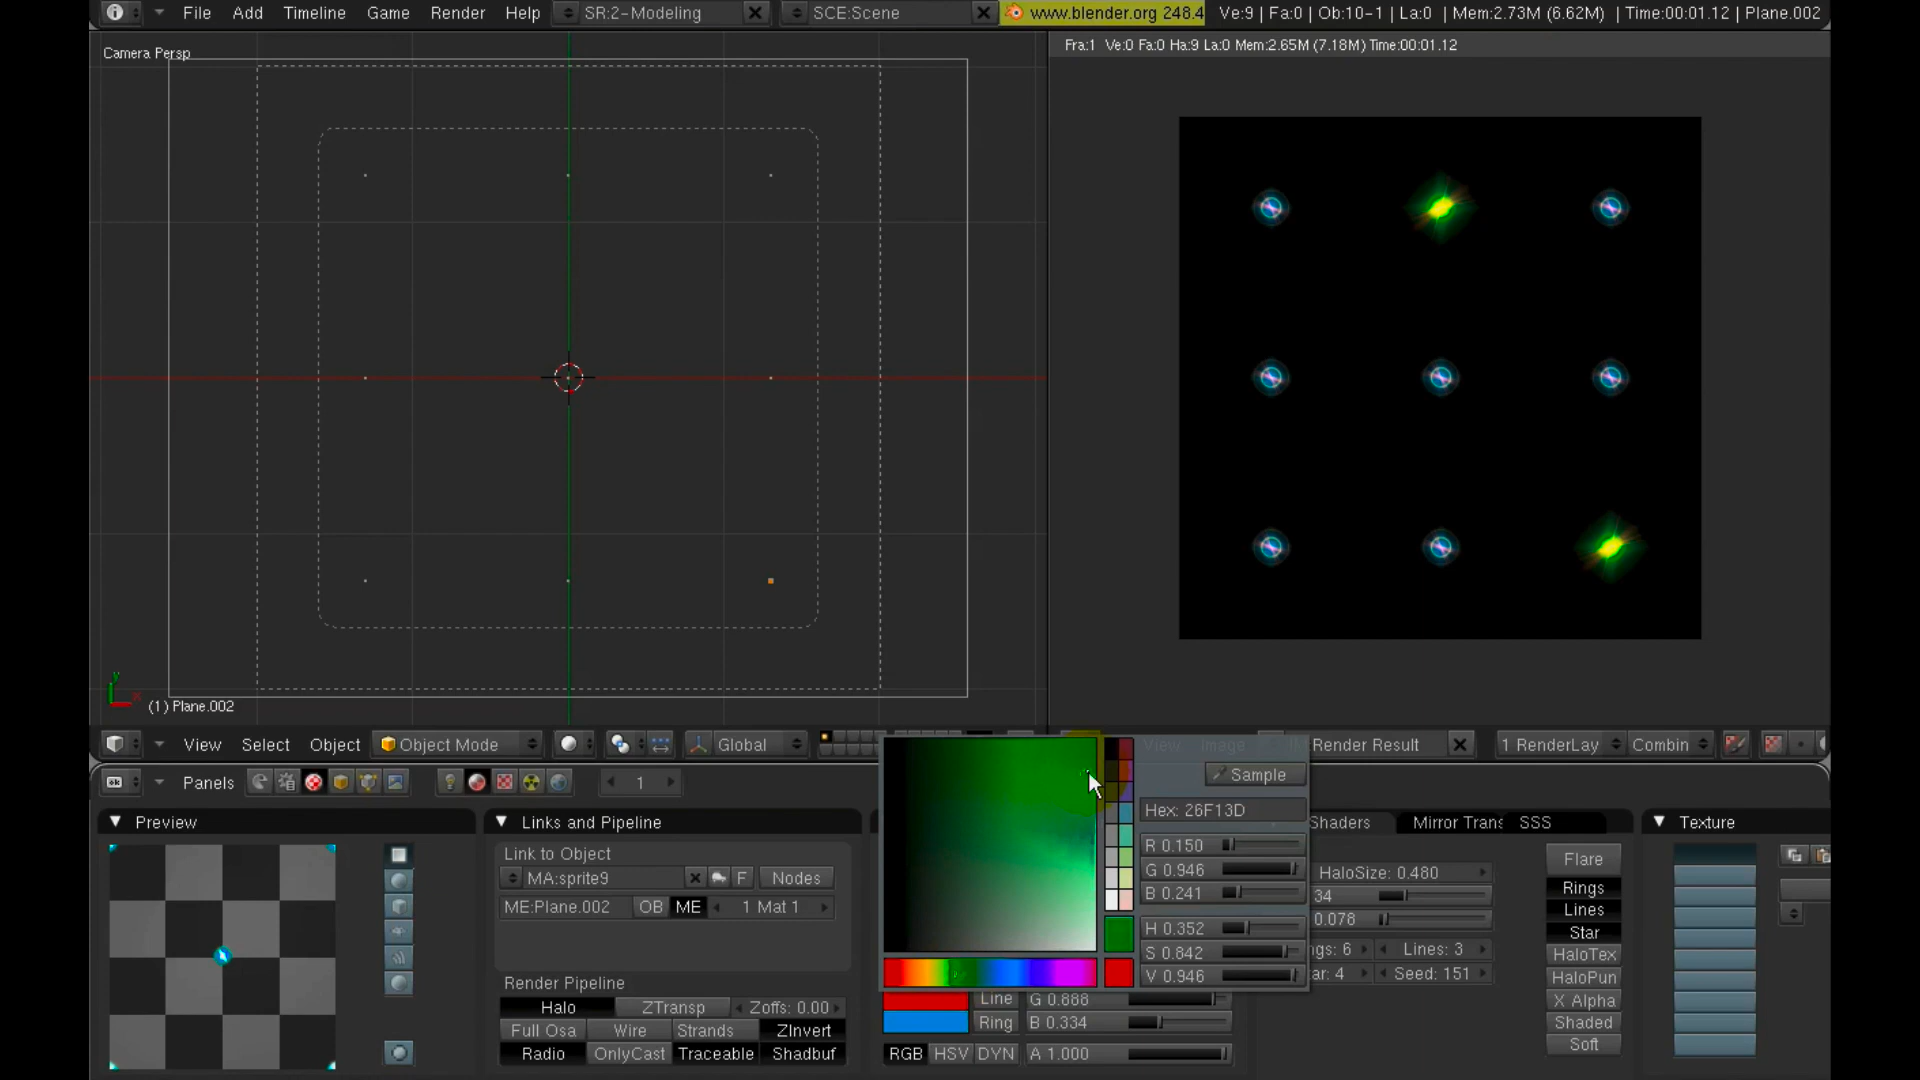 File Add Timeline Game Render Help SR:2-Modeling SCE:Scene www.blender.org 248.4 Ve:9 | Fa:0 | Ob:10-1 | La:0 | Mem:2.73M (6.62M) | Time:00:01.12 | Plane.002
Camera Persp
Fra:1 Ve:0 Fa:0 Ha:9 La:0 Mem:2.65M (7.18M) Time:00:01.12
y
x
(1) Plane.002
View Select Object Object Mode Global View Image Render Result 1 RenderLay Combin
Panels 1 Sample
Hex: 26F13D
Preview Links and Pipeline Shaders Mirror Trans SSS Texture
Link to Object
MA:sprite9 F Nodes
ME:Plane.002 OB ME 1 Mat 1
R 0.150
G 0.946
B 0.241
H 0.352
S 0.842
V 0.946
HaloSize: 0.480
34
0.078
ngs: 6 Lines: 3
ar: 4 Seed: 151
Flare
Rings
Lines
Star
HaloTex
HaloPun
X Alpha
Shaded
Soft
Render Pipeline
Halo ZTransp Zoffs: 0.00
Full Osa Wire Strands ZInvert
Radio OnlyCast Traceable Shadbuf
Line G 0.888
Ring B 0.334
RGB HSV DYN A 1.000